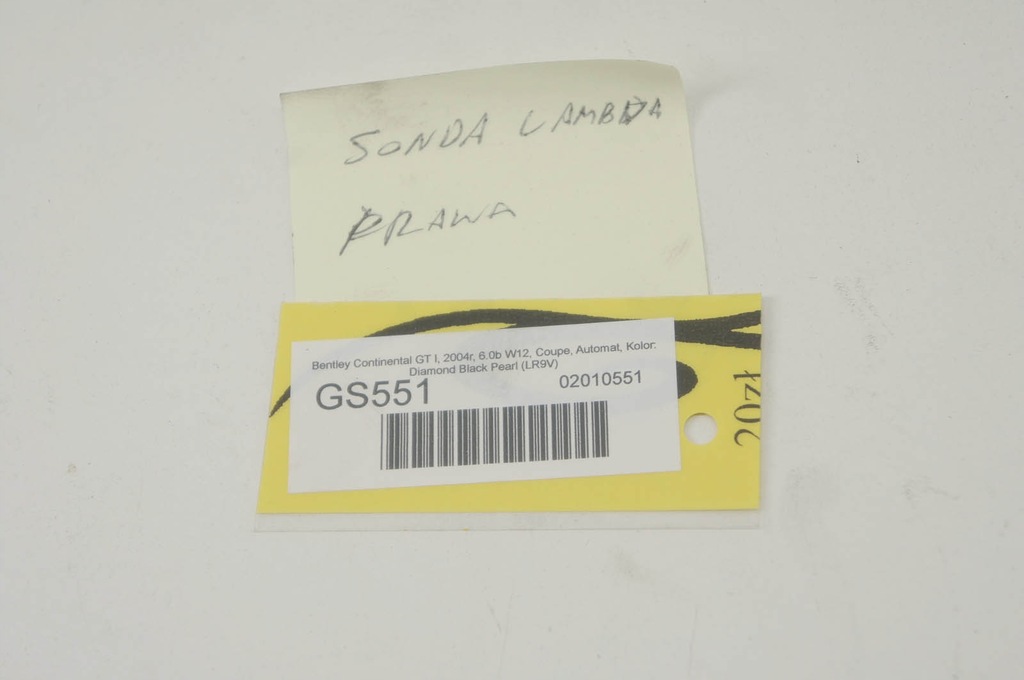 SONDA LAMBDA
PRAWA
Bentley Continental GT I, 2004r, 6.0b W12, Coupe, Automat, Kolor:
Diamond Black Pearl (LR9V)
GS551
02010551
20zł